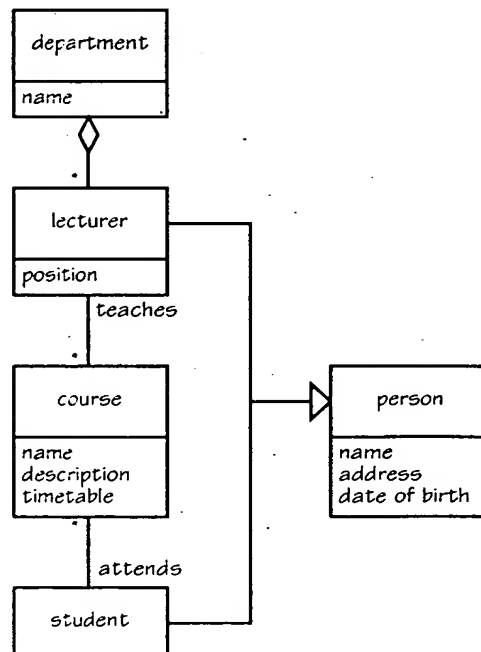 department
name
lecturer
position
teaches
course
name
description
timetable
attends
student
person
name
address
date of birth